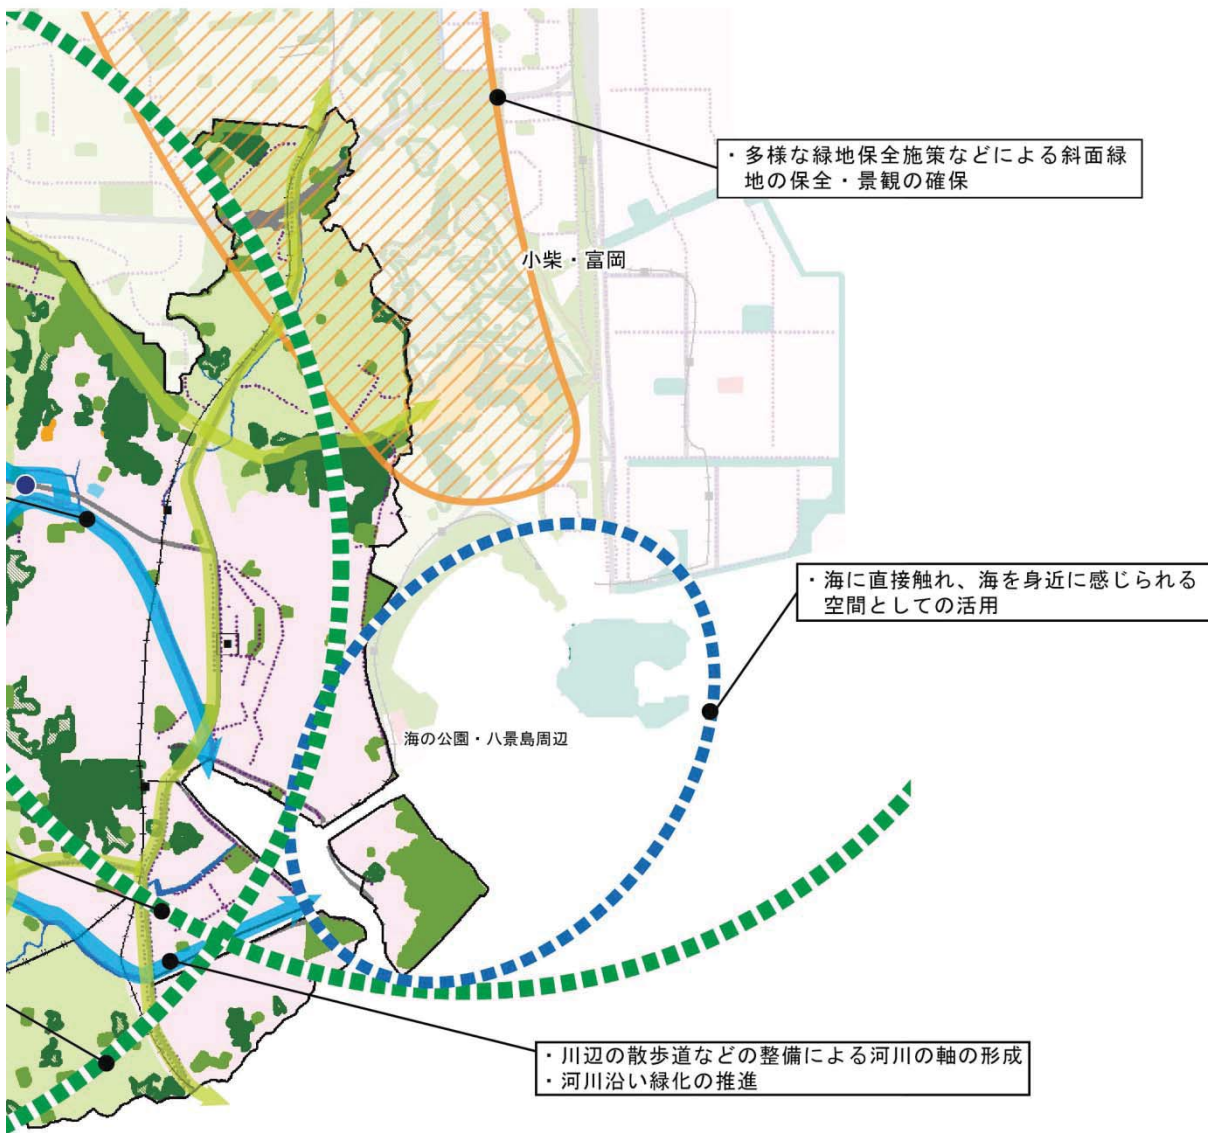 ・多様な緑地保全施策などによる斜面緑
地の保全・景観の確保
小柴・富岡
・海に直接触れ、海を身近に感じられる
空間としての活用
海の公園・八景島周辺
・川辺の散歩道などの整備による河川の軸の形成
・河川沿い緑化の推進